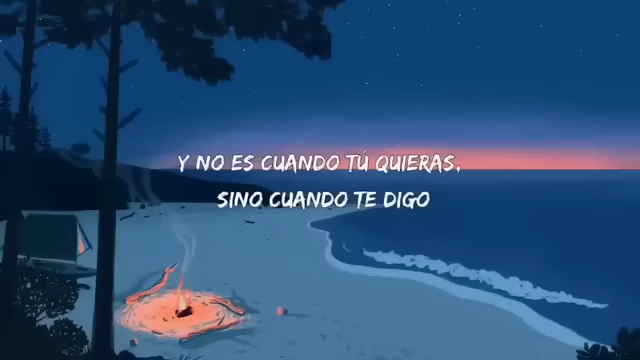 Y NO ES CUANDO TÚ QUIERAS,
SINO CUANDO TE DIGO